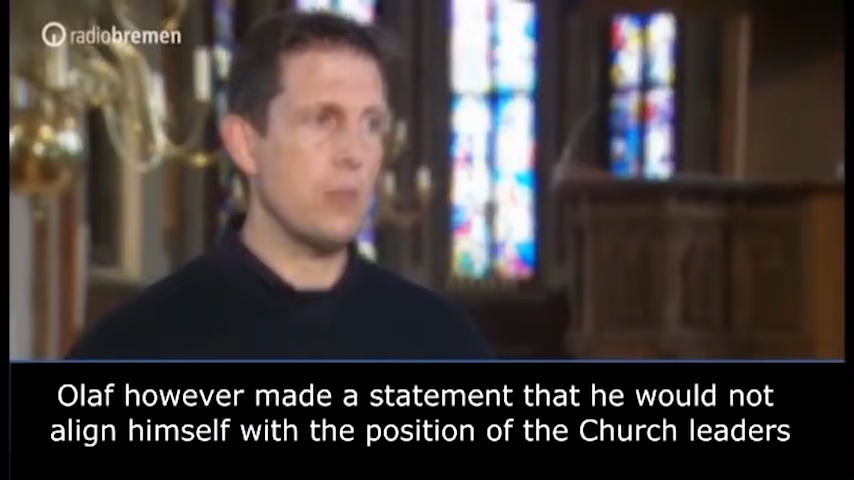 radiobremen
Olaf however made a statement that he would not
align himself with the position of the Church leaders